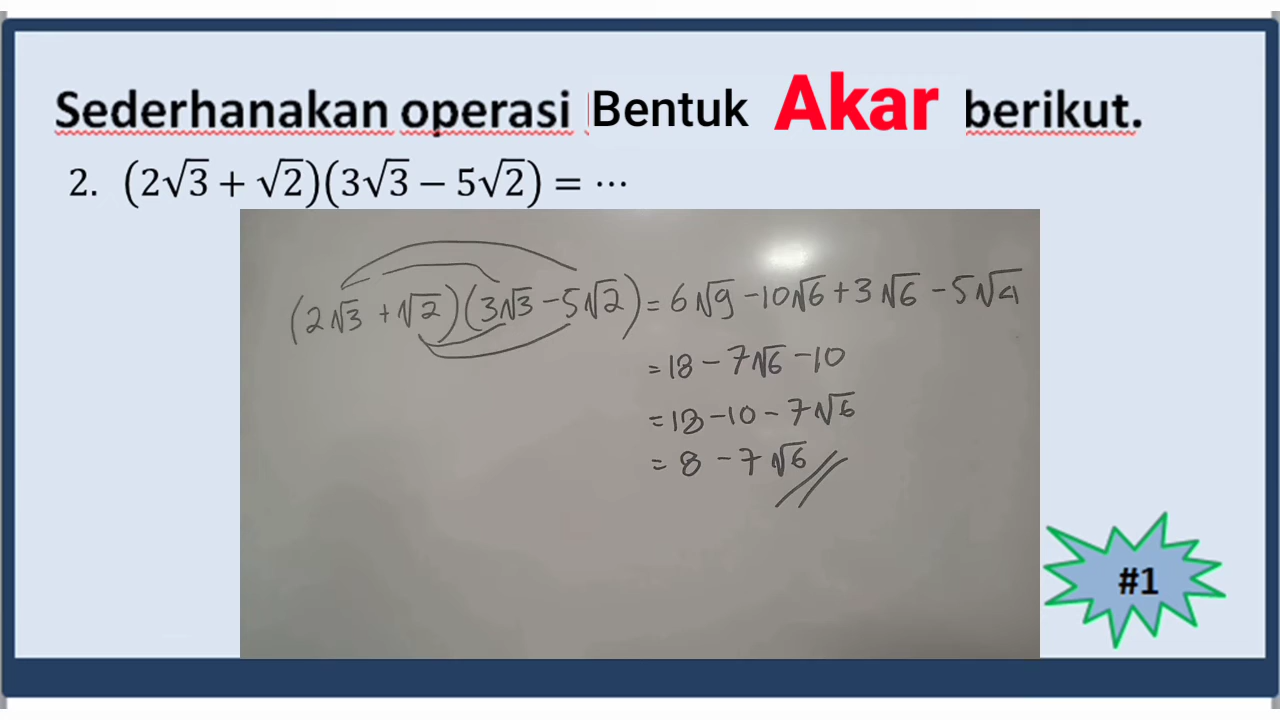 Sederhanakan operasi Bentuk Akar berikut.
2. (2√3 + √2)(3√3 − 5√2) = ⋯
(2√3 + √2)(3√3 − 5√2) = 6√9 − 10√6 + 3√6 − 5√4
= 18 − 7√6 − 10
= 18 − 10 − 7√6
= 8 − 7√6
#1